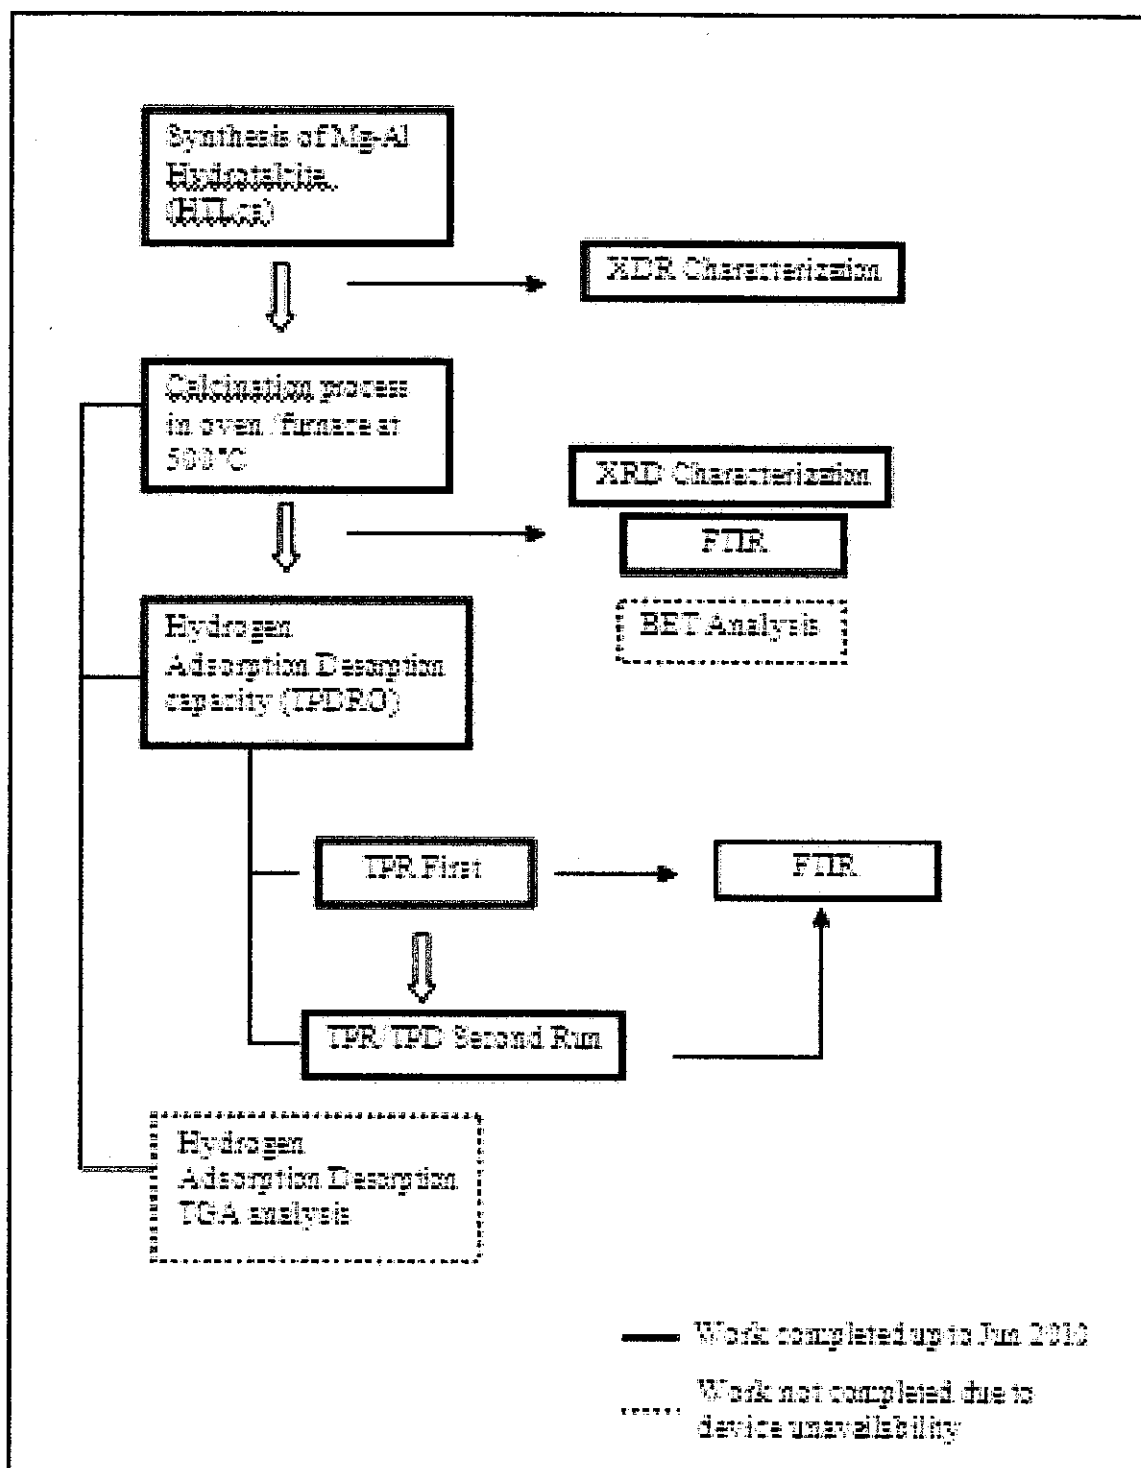 Synthesis of Mg-Al
Hydrotalcite
(HTLcs)
XDR Characterization
Calcination process
in oven /furnace at
500°C
XRD Characterization
FTIR
BET Analysis
Hydrogen
Adsorption Desorption
capacity (TPDRO)
TPR First
FTIR
TPR/TPD Second Run
Hydrogen
Adsorption Desorption
TGA analysis
Work completed up to Jun 2010
Work not completed due to
device unavailability